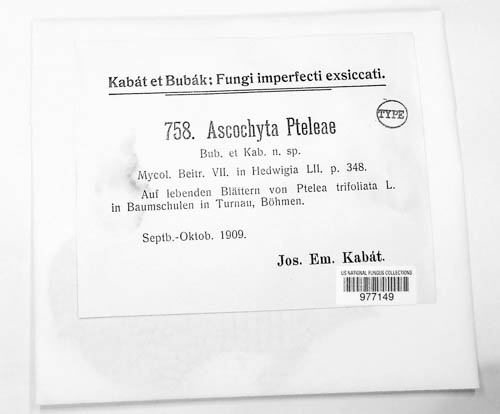 Kabát et Bubák: Fungi imperfecti exsiccati.
TYPE
758. Ascochyta Pteleae
Bub. et Kab. n. sp.
Mycol. Beitr. VII. in Hedwigia LII. p. 348.
Auf lebenden Blättern von Ptelea trifoliata L.
in Baumschulen in Turnau, Böhmen.
Septb.-Oktob. 1909.
Jos. Em. Kabát.
US NATIONAL FUNGUS COLLECTIONS
977149